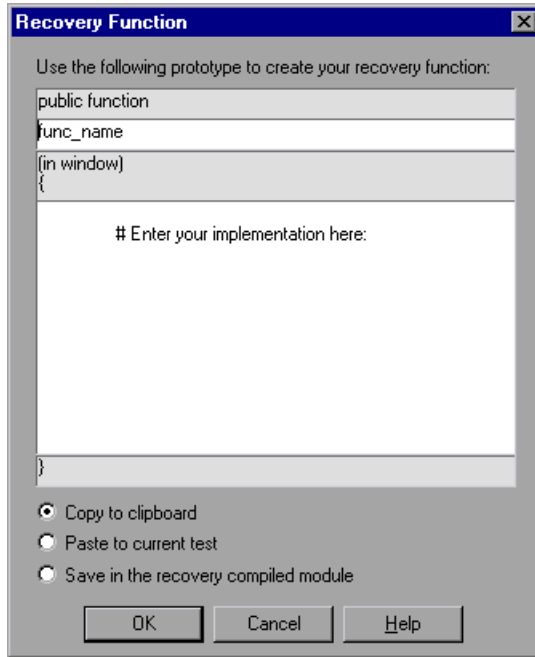 Recovery Function
Use the following prototype to create your recovery function:
public function
func_name
(in window)
{
# Enter your implementation here:
}
Copy to clipboard
Paste to current test
Save in the recovery compiled module
OK
Cancel
Help